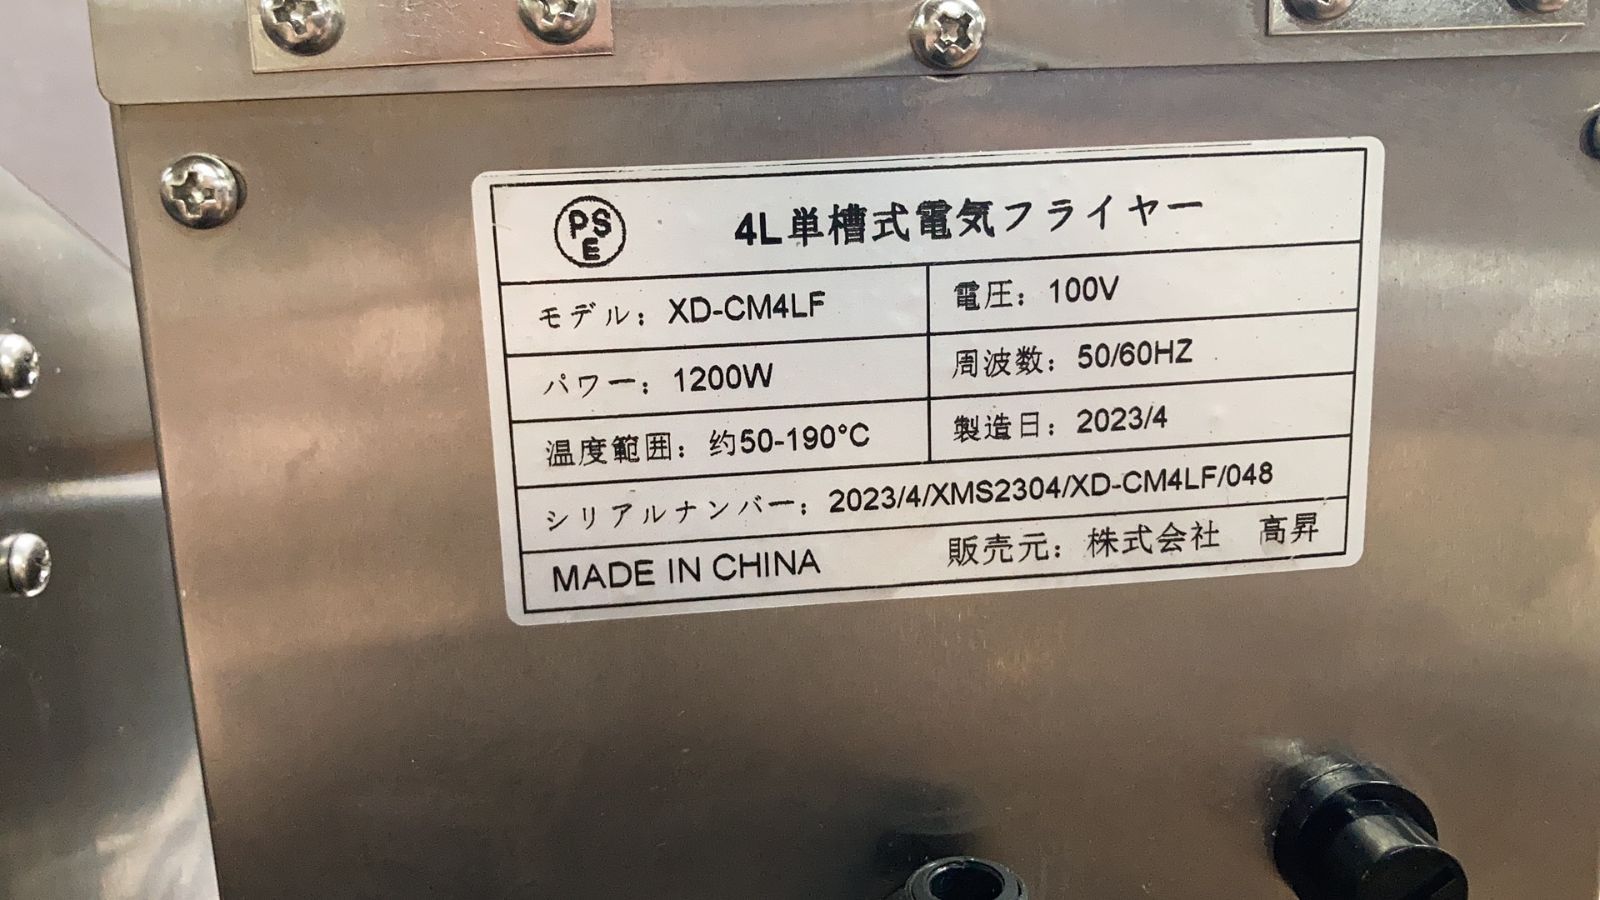 PS
E
4L単槽式電気フライヤー
モデル：XD-CM4LF
電圧：100V
パワー：1200W
周波数：50/60HZ
温度範囲：约50-190°C
製造日：2023/4
シリアルナンバー：2023/4/XMS2304/XD-CM4LF/048
MADE IN CHINA
販売元：株式会社　高昇